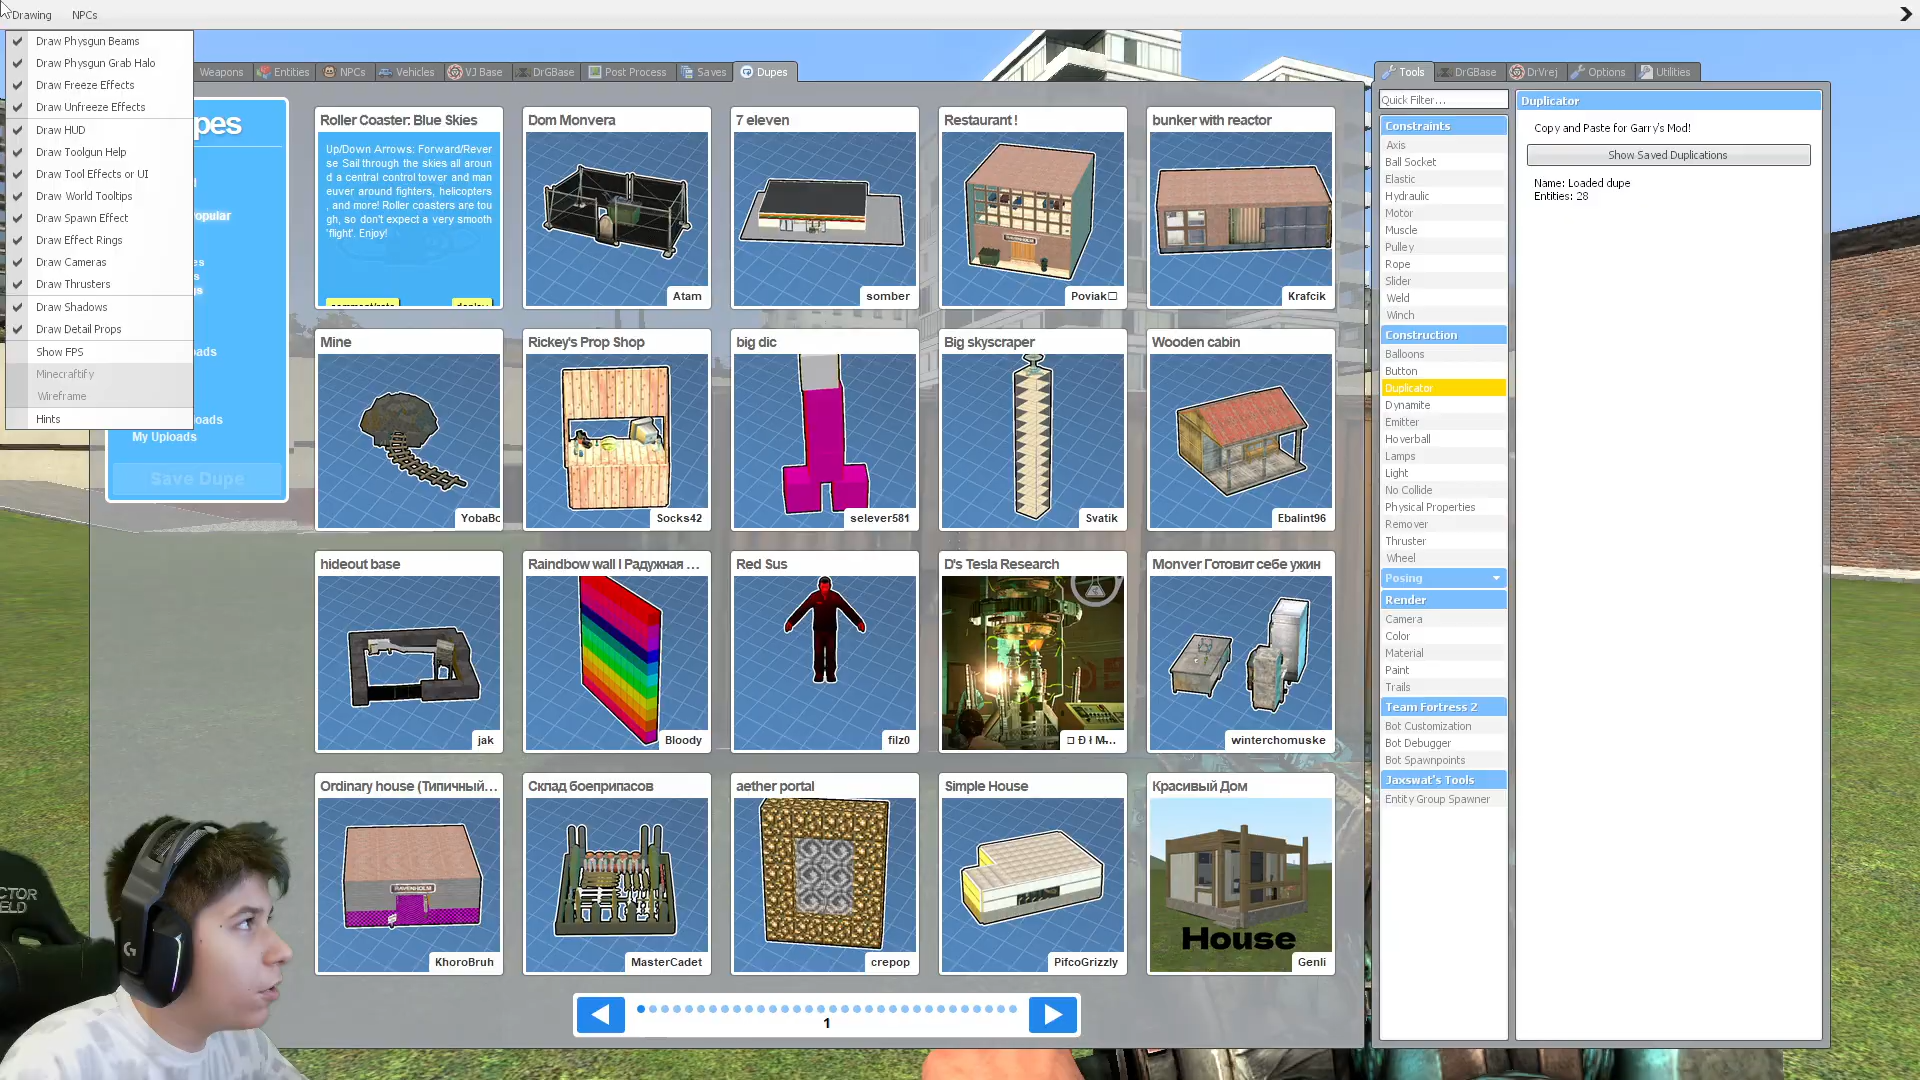 Drawing
NPCs
Draw Physgun Beams
Draw Physgun Grab Halo
Draw Freeze Effects
Draw Unfreeze Effects
Draw HUD
Draw Toolgun Help
Draw Tool Effects or UI
Draw World Tooltips
Draw Spawn Effect
Draw Effect Rings
Draw Cameras
Draw Thrusters
Draw Shadows
Draw Detail Props
Show FPS
Minecraftify
Wireframe
Hints
My Uploads
Save Dupe
Weapons
Entities
NPCs
Vehicles
VJ Base
DrGBase
Post Process
Saves
Dupes
Roller Coaster: Blue Skies
Up/Down Arrows: Forward/Rever
se Sail through the skies all aroun
d a central control tower and man
euver around fighters, helicopters
, and more! Roller coasters are tou
gh, so don't expect a very smooth
'flight'. Enjoy!
Dom Monvera
Atam
7 eleven
somber
Restaurant !
Poviak
bunker with reactor
Krafcik
Mine
YobaBc
Rickey's Prop Shop
Socks42
big dic
selever581
Big skyscraper
Svatik
Wooden cabin
Ebalint96
hideout base
jak
Raindbow wall l Радужная ...
Bloody
Red Sus
filz0
D's Tesla Research
Đ ł M...
Monver Готовит себе ужин
winterchomuske
Ordinary house (Типичный...
RAVENHOLM
KhoroBruh
Склад боеприпасов
MasterCadet
aether portal
crepop
Simple House
PifcoGrizzly
Красивый Дом
House
Genli
1
Tools
DrGBase
DrVrej
Options
Utilities
Quick Filter...
Constraints
Axis
Ball Socket
Elastic
Hydraulic
Motor
Muscle
Pulley
Rope
Slider
Weld
Winch
Construction
Balloons
Button
Duplicator
Dynamite
Emitter
Hoverball
Lamps
Light
No Collide
Physical Properties
Remover
Thruster
Wheel
Posing
Render
Camera
Color
Material
Paint
Trails
Team Fortress 2
Bot Customization
Bot Debugger
Bot Spawnpoints
Jaxswat's Tools
Entity Group Spawner
Duplicator
Copy and Paste for Garry's Mod!
Show Saved Duplications
Name: Loaded dupe
Entities: 28